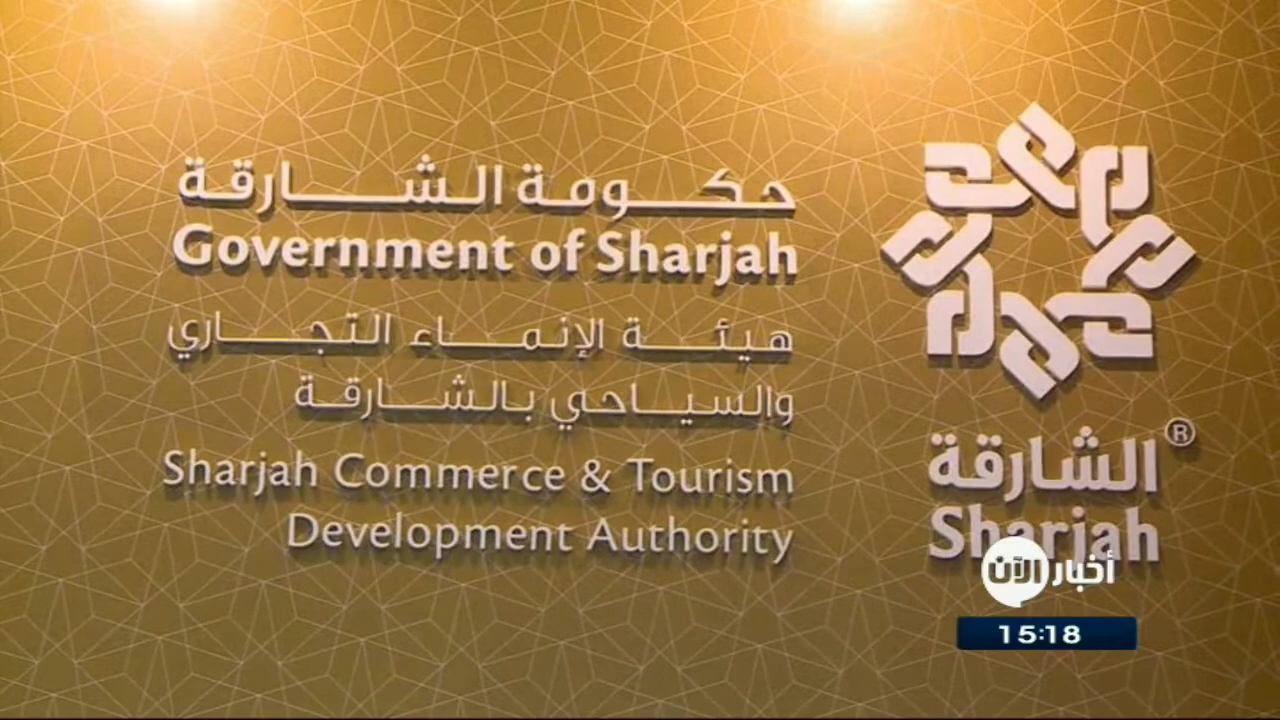 حكومة الشارقة
Government of Sharjah
هيئة الإنماء التجاري
والسياحي بالشارقة
Sharjah Commerce & Tourism
Development Authority
الشارقة ®
Sharjah
أخبار الآن
15:18